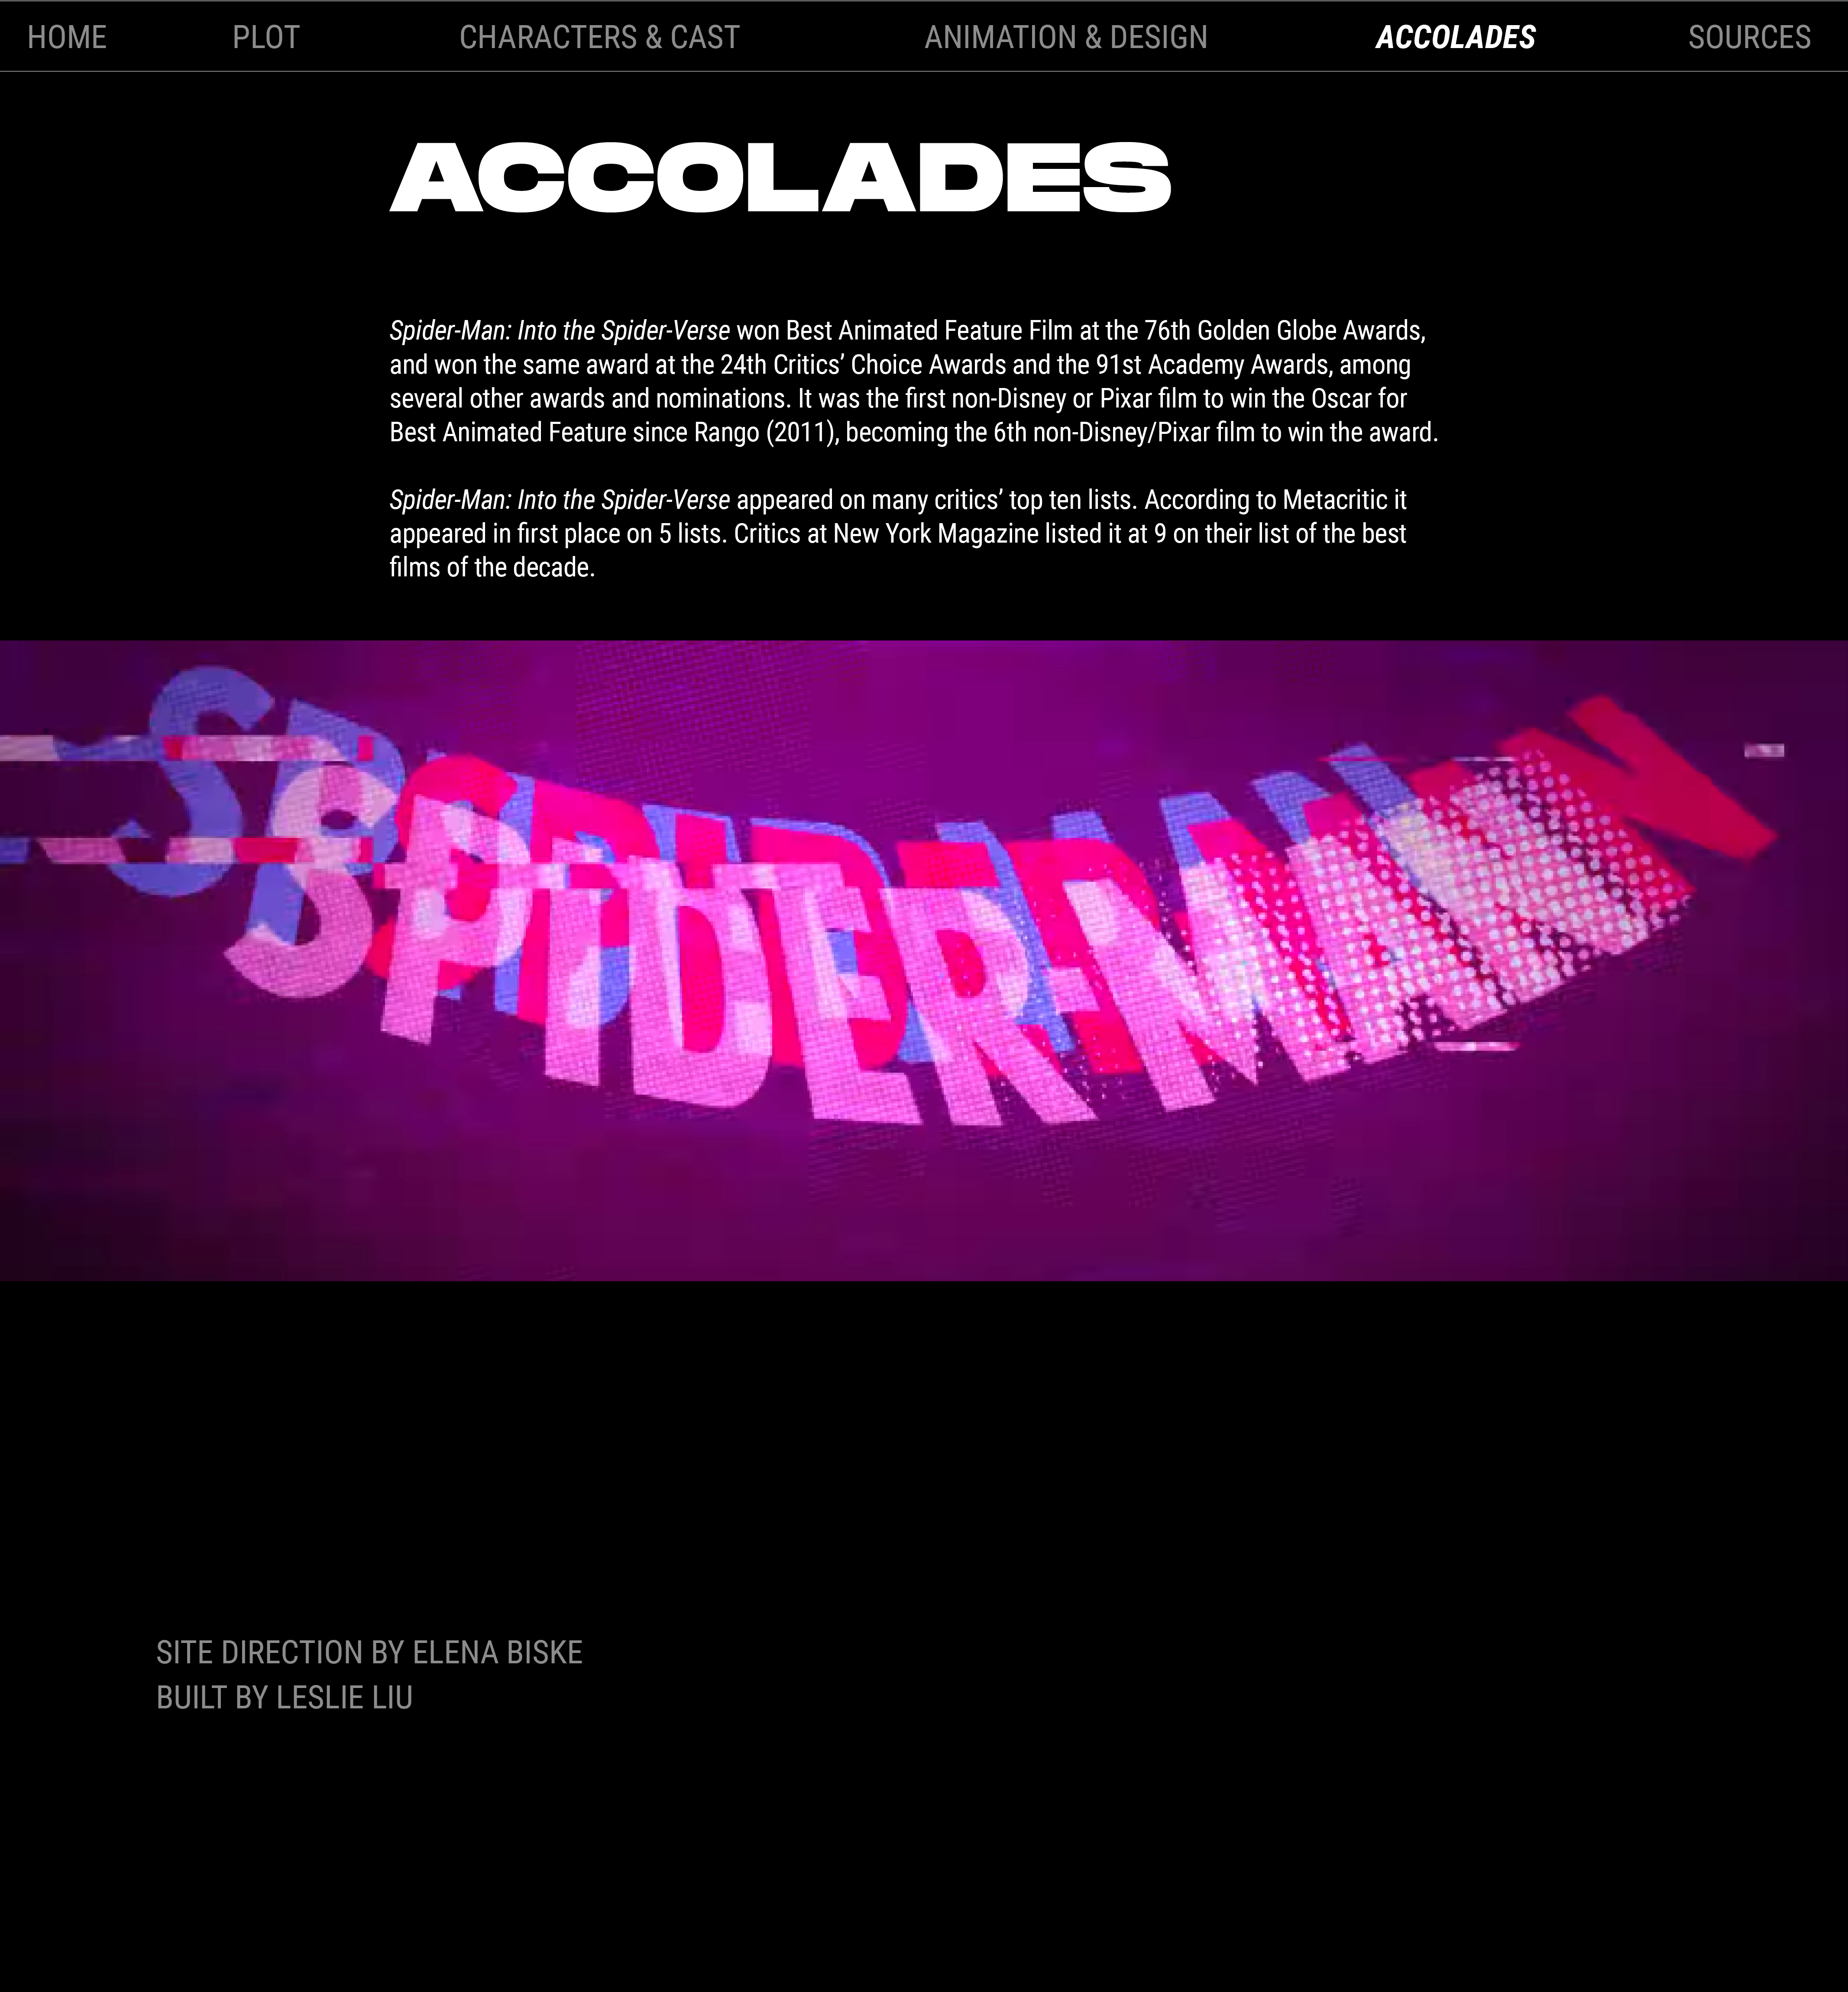 HOME PLOT CHARACTERS & CAST ANIMATION & DESIGN ACCOLADES SOURCES
ACCOLADES
Spider-Man: Into the Spider-Verse won Best Animated Feature Film at the 76th Golden Globe Awards,
and won the same award at the 24th Critics’ Choice Awards and the 91st Academy Awards, among
several other awards and nominations. It was the first non-Disney or Pixar film to win the Oscar for
Best Animated Feature since Rango (2011), becoming the 6th non-Disney/Pixar film to win the award.
Spider-Man: Into the Spider-Verse appeared on many critics’ top ten lists. According to Metacritic it
appeared in first place on 5 lists. Critics at New York Magazine listed it at 9 on their list of the best
films of the decade.
SPIDER-MAN
SITE DIRECTION BY ELENA BISKE
BUILT BY LESLIE LIU